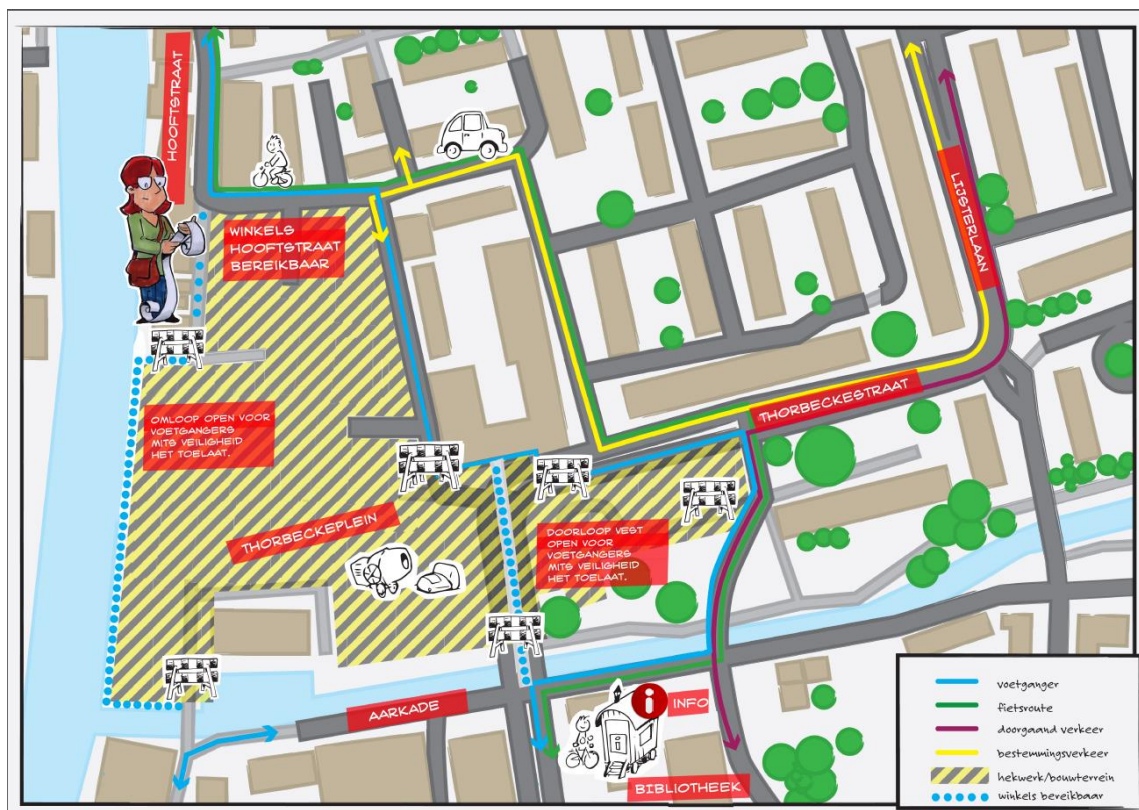 HOOFTSTRAAT
WINKELS
HOOFTSTRAAT
BEREIKBAAR
LIJSTERLAAN
THORBECKESTRAAT
OMLOOP OPEN VOOR
VOETGANGERS
MITS VEILIGHEID
HET TOELAAT.
THORBECKEPLEIN
DOORLOOP VEST
OPEN VOOR
VOETGANGERS
MITS VEILIGHEID
HET TOELAAT.
AARKADE
i
i
INFO
BIBLIOTHEEK
voetganger
fietsroute
doorgaand verkeer
bestemmingsverkeer
hekwerk/bouwterrein
winkels bereikbaar